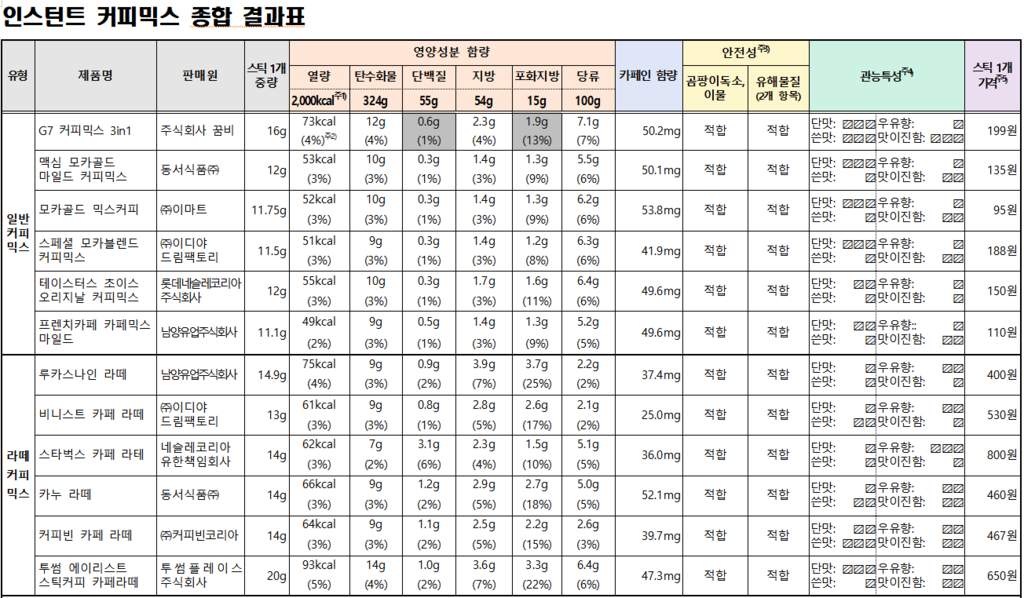 인스턴트 커피믹스 종합 결과표
유형 제품명 판매원 스틱 1개 중량 영양성분 함량 카페인 함량 안전성주3) 관능특성주4) 스틱 1개 가격주5)
열량 탄수화물 단백질 지방 포화지방 당류 곰팡이독소, 이물 유해물질 (2개 항목)
2,000kcal주1) 324g 55g 54g 15g 100g
일반 커피 믹스
G7 커피믹스 3in1 주식회사 꿈비 16g 73kcal 12g 0.6g 2.3g 1.9g 7.1g 50.2mg 적합 적합 단맛: ▨▨▨ 우유향: ▨ 199원
(4%)주2) (4%) (1%) (4%) (13%) (7%) 쓴맛: ▨▨ 맛이진함: ▨▨▨
맥심 모카골드 마일드 커피믹스 동서식품㈜ 12g 53kcal 10g 0.3g 1.4g 1.3g 5.5g 50.1mg 적합 적합 단맛: ▨▨▨ 우유향: ▨ 135원
(3%) (3%) (1%) (3%) (9%) (6%) 쓴맛: ▨ 맛이진함: ▨▨
모카골드 믹스커피 ㈜이마트 11.75g 52kcal 10g 0.3g 1.4g 1.3g 6.2g 53.8mg 적합 적합 단맛: ▨▨▨ 우유향: ▨ 95원
(3%) (3%) (1%) (3%) (9%) (6%) 쓴맛: ▨ 맛이진함: ▨▨
스페셜 모카블렌드 커피믹스 ㈜이디야 드림팩토리 11.5g 51kcal 9g 0.3g 1.4g 1.2g 6.3g 41.9mg 적합 적합 단맛: ▨▨▨ 우유향: ▨ 188원
(3%) (3%) (1%) (3%) (8%) (6%) 쓴맛: ▨ 맛이진함: ▨▨
테이스터스 초이스 오리지날 커피믹스 롯데네슬레코리아 주식회사 12g 55kcal 10g 0.3g 1.7g 1.6g 6.4g 49.6mg 적합 적합 단맛: ▨▨ 우유향: ▨ 150원
(3%) (3%) (1%) (3%) (11%) (6%) 쓴맛: ▨▨ 맛이진함: ▨
프렌치카페 카페믹스 마일드 남양유업주식회사 11.1g 49kcal 9g 0.5g 1.4g 1.3g 5.2g 49.6mg 적합 적합 단맛: ▨▨ 우유향:: ▨ 110원
(2%) (3%) (1%) (3%) (9%) (5%) 쓴맛: ▨ 맛이진함: ▨▨
라떼 커피 믹스
루카스나인 라떼 남양유업주식회사 14.9g 75kcal 9g 0.9g 3.9g 3.7g 2.2g 37.4mg 적합 적합 단맛: ▨ 우유향: ▨▨ 400원
(4%) (3%) (2%) (7%) (25%) (2%) 쓴맛: ▨ 맛이진함: ▨
비니스트 카페 라떼 ㈜이디야 드림팩토리 13g 61kcal 9g 0.8g 2.8g 2.6g 2.1g 25.0mg 적합 적합 단맛: ▨ 우유향: ▨▨ 530원
(3%) (3%) (1%) (5%) (17%) (2%) 쓴맛: ▨▨ 맛이진함: ▨
스타벅스 카페 라테 네슬레코리아 유한책임회사 14g 62kcal 7g 3.1g 2.3g 1.5g 5.1g 36.0mg 적합 적합 단맛: ▨ 우유향: ▨▨▨ 800원
(3%) (2%) (6%) (4%) (10%) (5%) 쓴맛: ▨ 맛이진함: ▨
카누 라떼 동서식품㈜ 14g 66kcal 9g 1.2g 2.9g 2.7g 5.0g 52.1mg 적합 적합 단맛: ▨ 우유향: ▨▨ 460원
(3%) (3%) (2%) (5%) (18%) (5%) 쓴맛: ▨▨ 맛이진함: ▨▨
커피빈 카페 라떼 ㈜커피빈코리아 14g 64kcal 9g 1.1g 2.5g 2.2g 2.6g 39.7mg 적합 적합 단맛: ▨▨ 우유향: ▨▨ 467원
(3%) (3%) (2%) (5%) (15%) (3%) 쓴맛: ▨▨▨ 맛이진함: ▨▨
투썸 에이리스트 스틱커피 카페라떼 투썸플레이스 주식회사 20g 93kcal 14g 1.0g 3.6g 3.3g 6.4g 47.3mg 적합 적합 단맛: ▨▨▨ 우유향: ▨▨ 650원
(5%) (4%) (2%) (7%) (22%) (6%) 쓴맛: ▨ 맛이진함: ▨▨